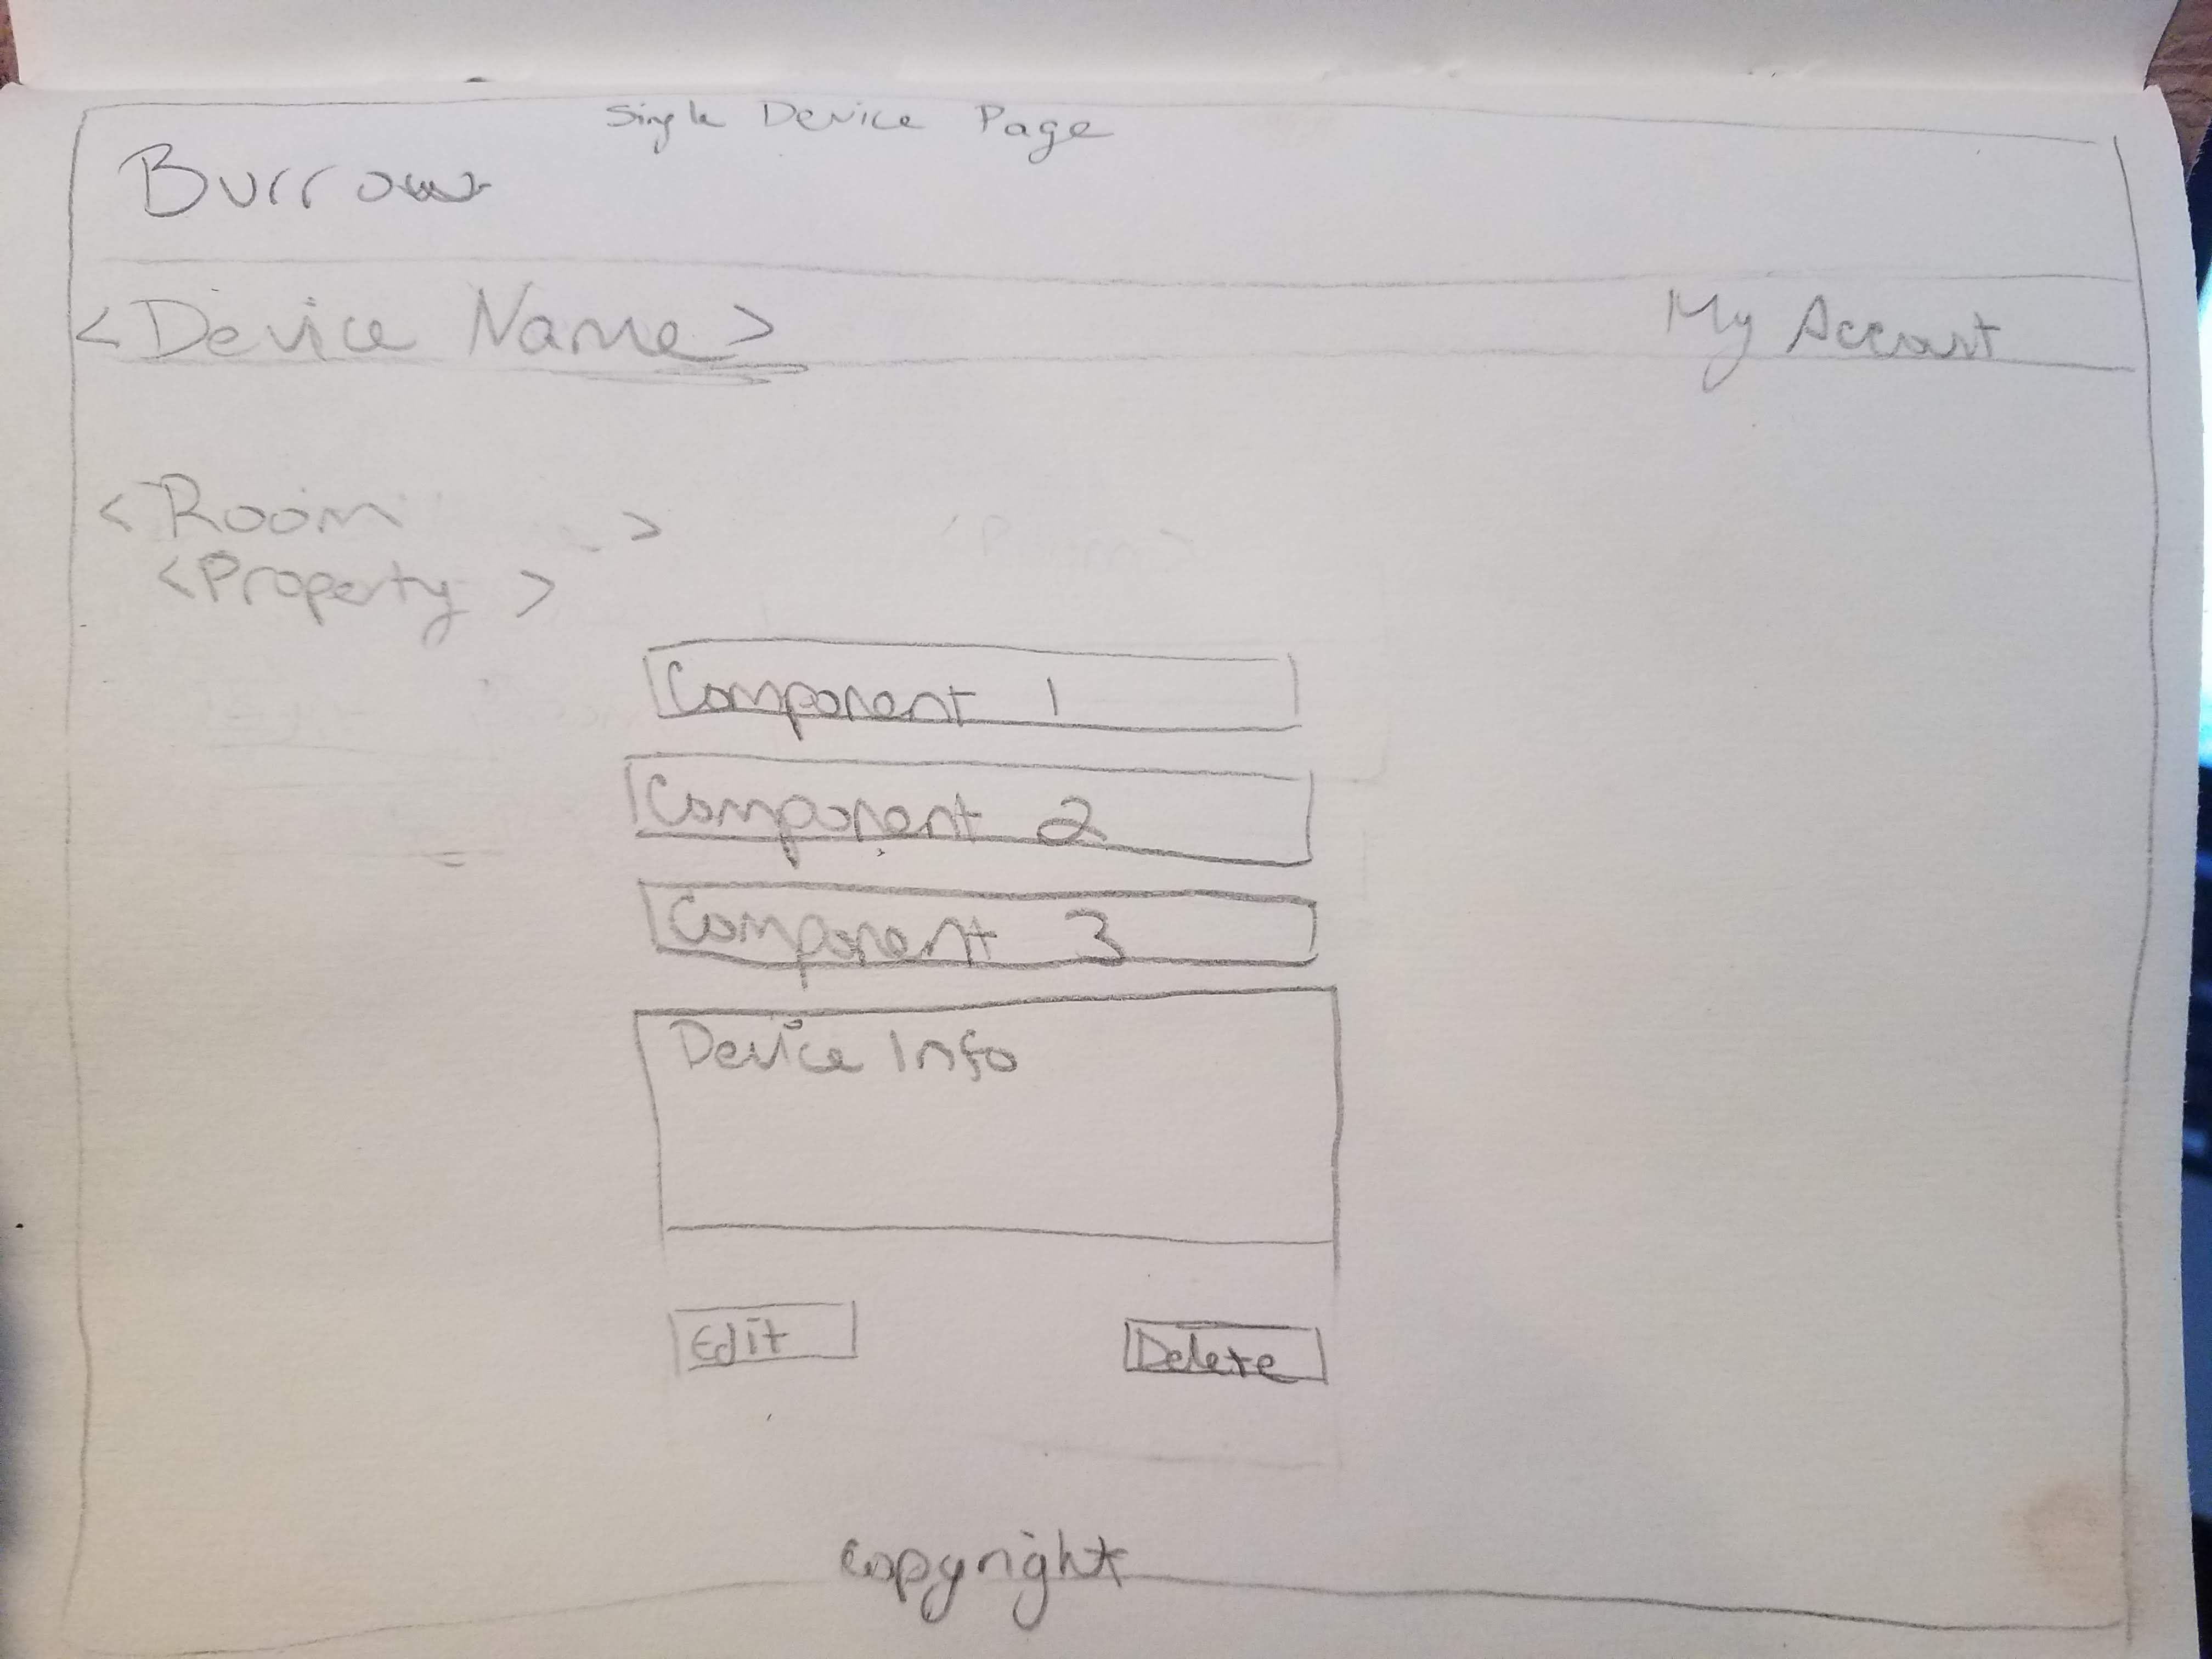 Single Device Page
Burrow
<Device Name> My Account
<Room >
<Property >
Component 1
Component 2
Component 3
Device Info
Edit Delete
copyright